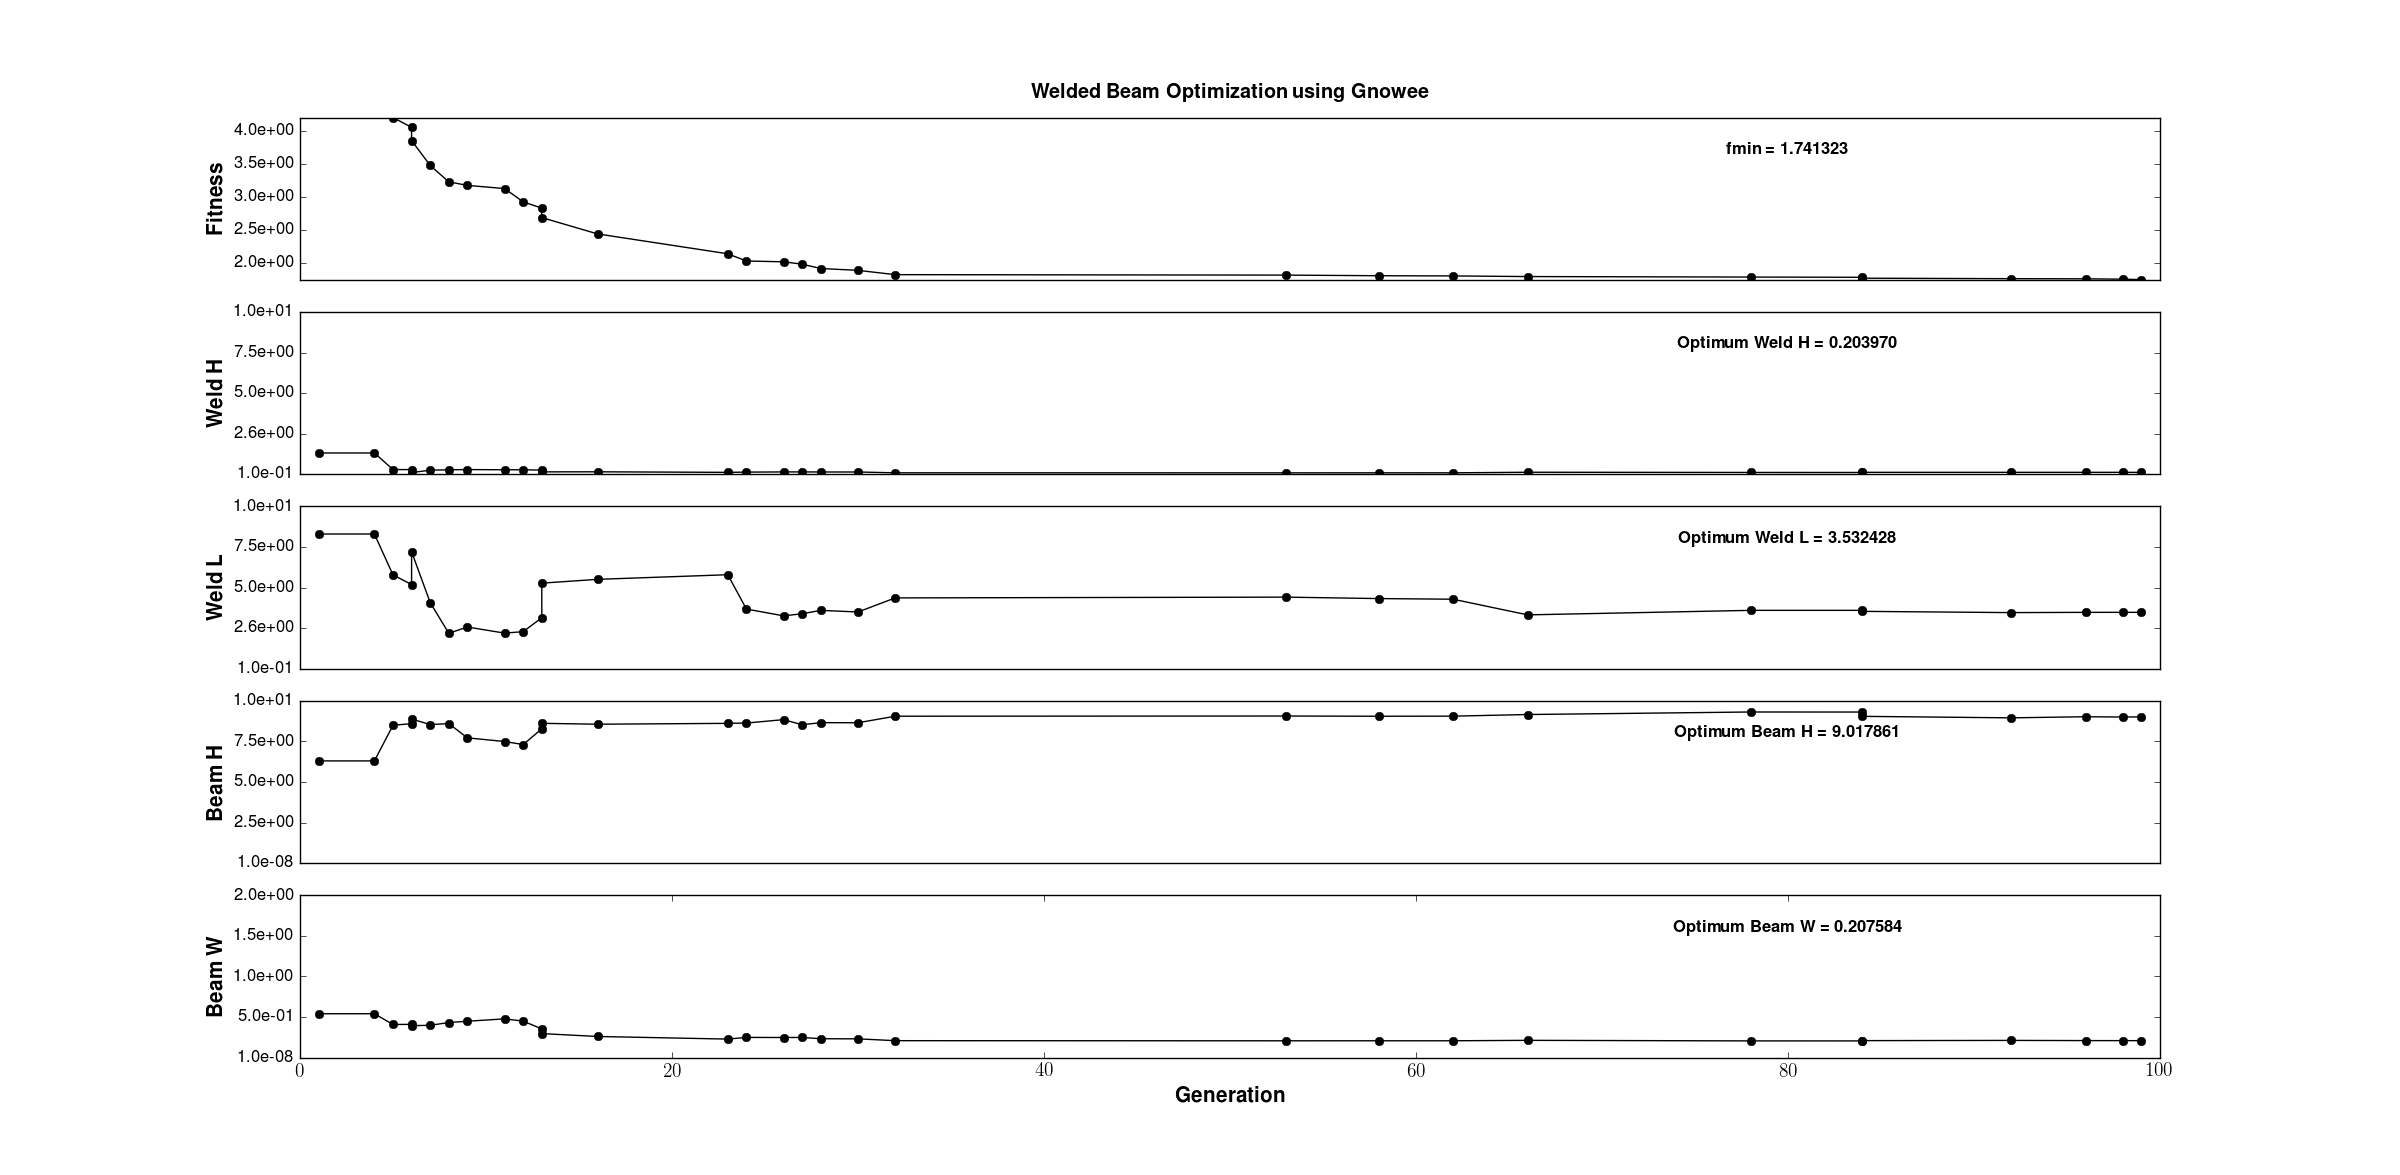 Welded Beam Optimization using Gnowee
Fitness
4.0e+00
3.5e+00
3.0e+00
2.5e+00
2.0e+00
fmin = 1.741323
Weld H
1.0e+01
7.5e+00
5.0e+00
2.6e+00
1.0e-01
Optimum Weld H = 0.203970
Weld L
1.0e+01
7.5e+00
5.0e+00
2.6e+00
1.0e-01
Optimum Weld L = 3.532428
Beam H
1.0e+01
7.5e+00
5.0e+00
2.5e+00
1.0e-08
Optimum Beam H = 9.017861
Beam W
2.0e+00
1.5e+00
1.0e+00
5.0e-01
1.0e-08
Optimum Beam W = 0.207584
0 20 40 60 80 100
Generation